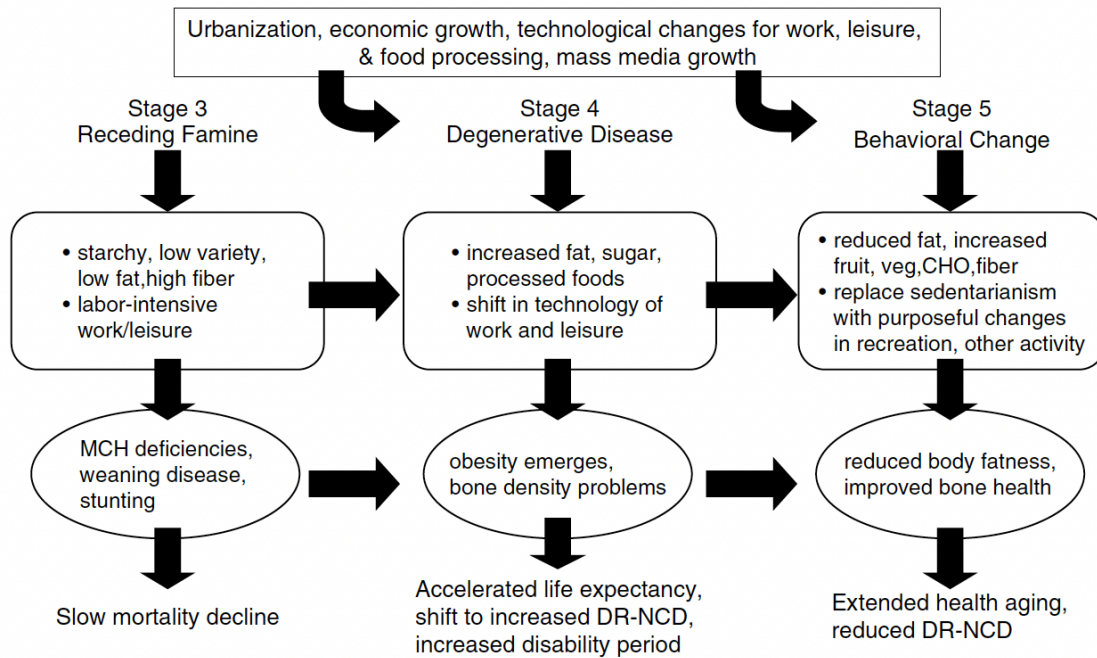 Urbanization, economic growth, technological changes for work, leisure,
& food processing, mass media growth
Stage 3
Receding Famine
Stage 4
Degenerative Disease
Stage 5
Behavioral Change
• starchy, low variety,
low fat,high fiber
• labor-intensive
work/leisure
• increased fat, sugar,
processed foods
• shift in technology of
work and leisure
• reduced fat, increased
fruit, veg,CHO,fiber
• replace sedentarianism
with purposeful changes
in recreation, other activity
MCH deficiencies,
weaning disease,
stunting
obesity emerges,
bone density problems
reduced body fatness,
improved bone health
Slow mortality decline
Accelerated life expectancy,
shift to increased DR-NCD,
increased disability period
Extended health aging,
reduced DR-NCD